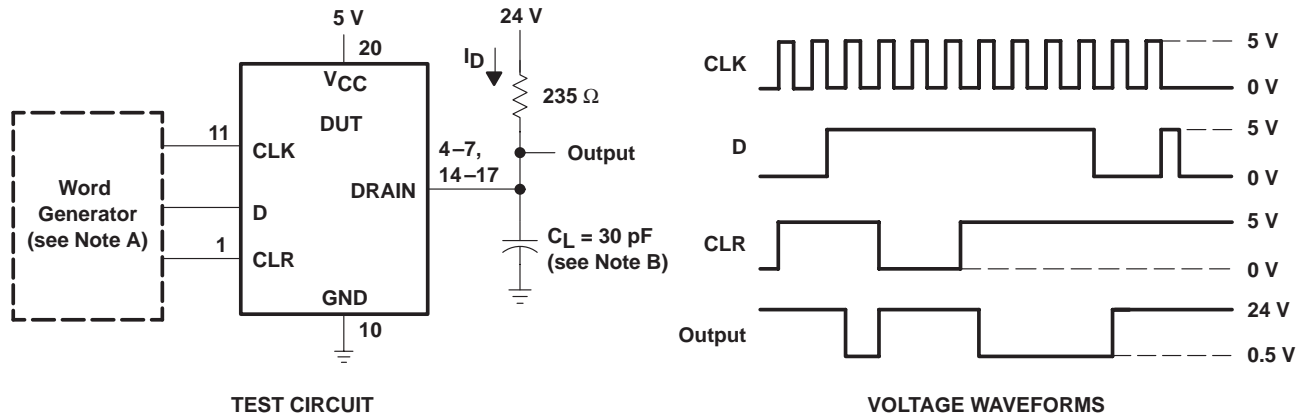 5 V
24 V
20
I_D
V_CC
235 Ω
DUT
11
CLK
4–7,
14–17
Output
DRAIN
Word
Generator
(see Note A)
D
1
CLR
C_L = 30 pF
(see Note B)
GND
10
TEST CIRCUIT
CLK
5 V
0 V
D
5 V
0 V
CLR
5 V
0 V
Output
24 V
0.5 V
VOLTAGE WAVEFORMS